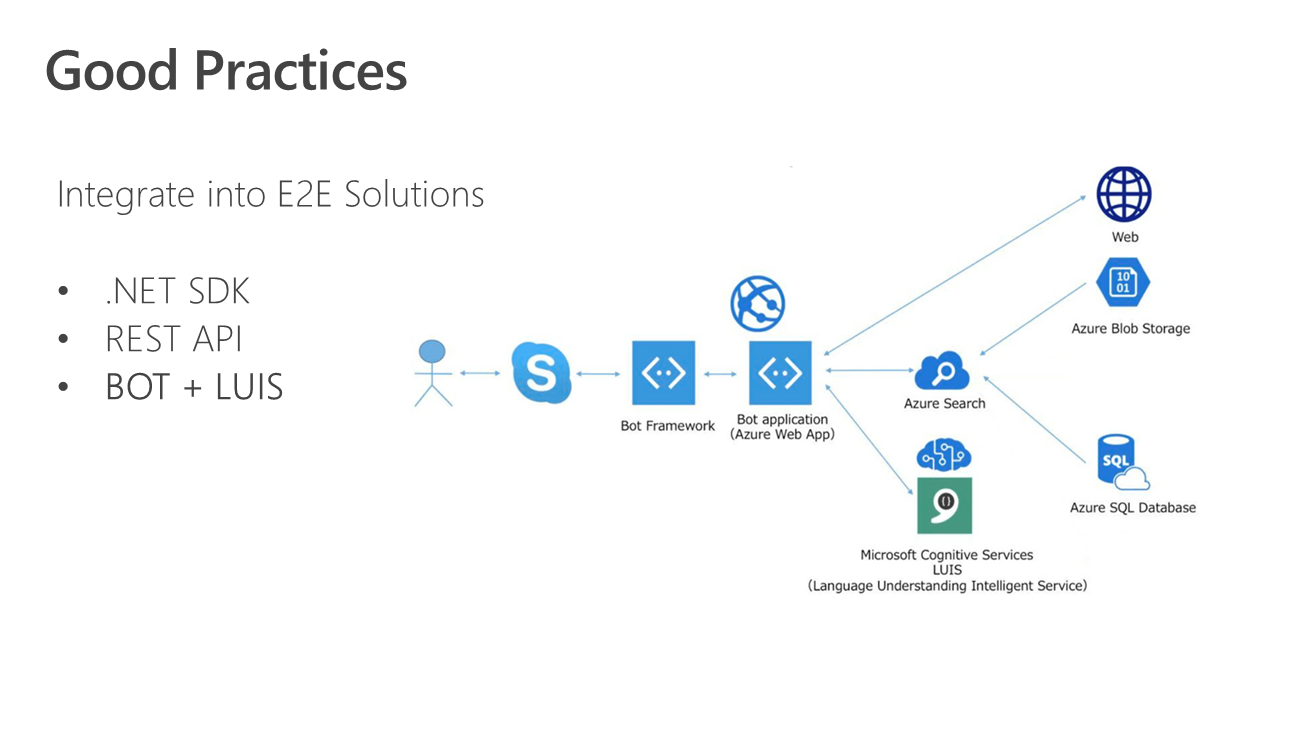 Good Practices
Integrate into E2E Solutions
• .NET SDK
• REST API
• BOT + LUIS
S
Bot Framework
Bot application
(Azure Web App)
Web
10
01
Azure Blob Storage
Azure Search
SQL
Azure SQL Database
Microsoft Cognitive Services
LUIS
(Language Understanding Intelligent Service)